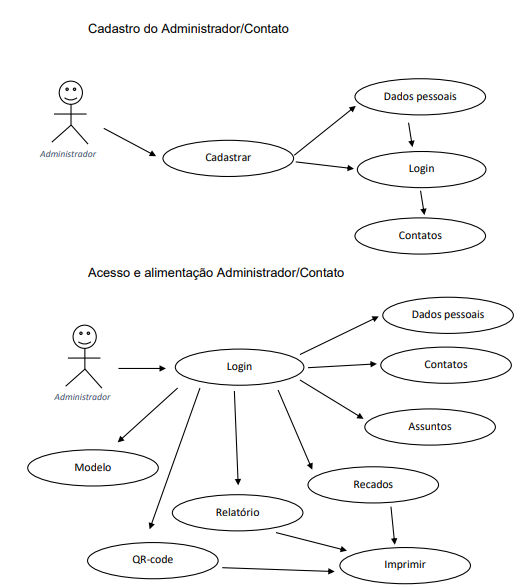 Cadastro do Administrador/Contato
Dados pessoais
Administrador
Cadastrar
Login
Contatos
Acesso e alimentação Administrador/Contato
Dados pessoais
Login
Contatos
Administrador
Assuntos
Modelo
Recados
Relatório
QR-code
Imprimir